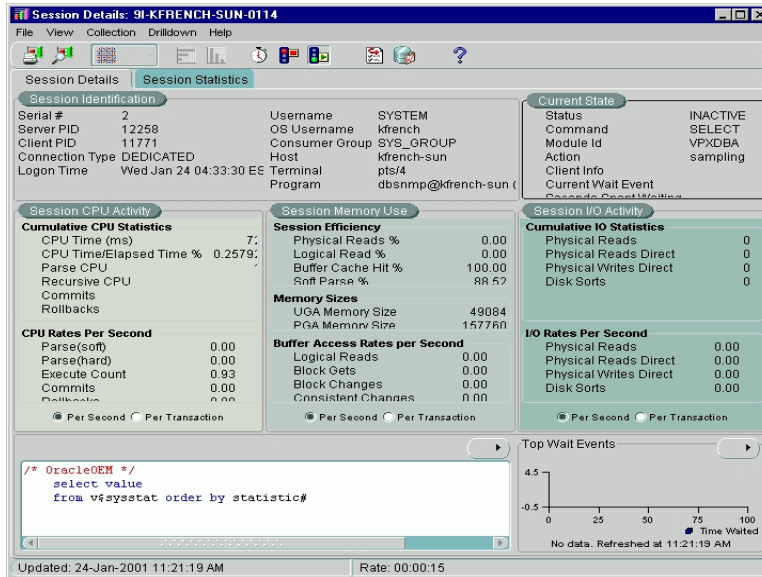 Session Details: 9I-KFRENCH-SUN-0114
File View Collection Drilldown Help
Session Details Session Statistics
Session Identification
Serial # 2
Server PID 12258
Client PID 11771
Connection Type DEDICATED
Logon Time Wed Jan 24 04:33:30 ES
Username SYSTEM
OS Username kfrench
Consumer Group SYS_GROUP
Host kfrench-sun
Terminal pts/4
Program dbsnmp@kfrench-sun (
Current State
Status INACTIVE
Command SELECT
Module Id VPXDBA
Action sampling
Client Info
Current Wait Event
Seconds Spent Waiting
Session CPU Activity
Cumulative CPU Statistics
CPU Time (ms)
CPU Time/Elapsed Time % 0.2579
Parse CPU
Recursive CPU
Commits
Rollbacks
CPU Rates Per Second
Parse(soft) 0.00
Parse(hard) 0.00
Execute Count 0.93
Commits 0.00
Rollbacks 0.00
Per Second Per Transaction
Session Memory Use
Session Efficiency
Physical Reads % 0.00
Logical Read % 0.00
Buffer Cache Hit % 100.00
Soft Parse % 88.52
Memory Sizes
UGA Memory Size 49084
PGA Memory Size 157760
Buffer Access Rates per Second
Logical Reads 0.00
Block Gets 0.00
Block Changes 0.00
Consistent Changes 0.00
Per Second Per Transaction
Session I/O Activity
Cumulative IO Statistics
Physical Reads 0
Physical Reads Direct 0
Physical Writes Direct 0
Disk Sorts 0
I/O Rates Per Second
Physical Reads 0.00
Physical Reads Direct 0.00
Physical Writes Direct 0.00
Disk Sorts 0.00
Per Second Per Transaction
/* OracleOEM */
select value
from v$sysstat order by statistic#
Top Wait Events
4.5
-0.5
0 25 50 75 100
Time Waited
No data. Refreshed at 11:21:19 AM
Updated: 24-Jan-2001 11:21:19 AM
Rate: 00:00:15